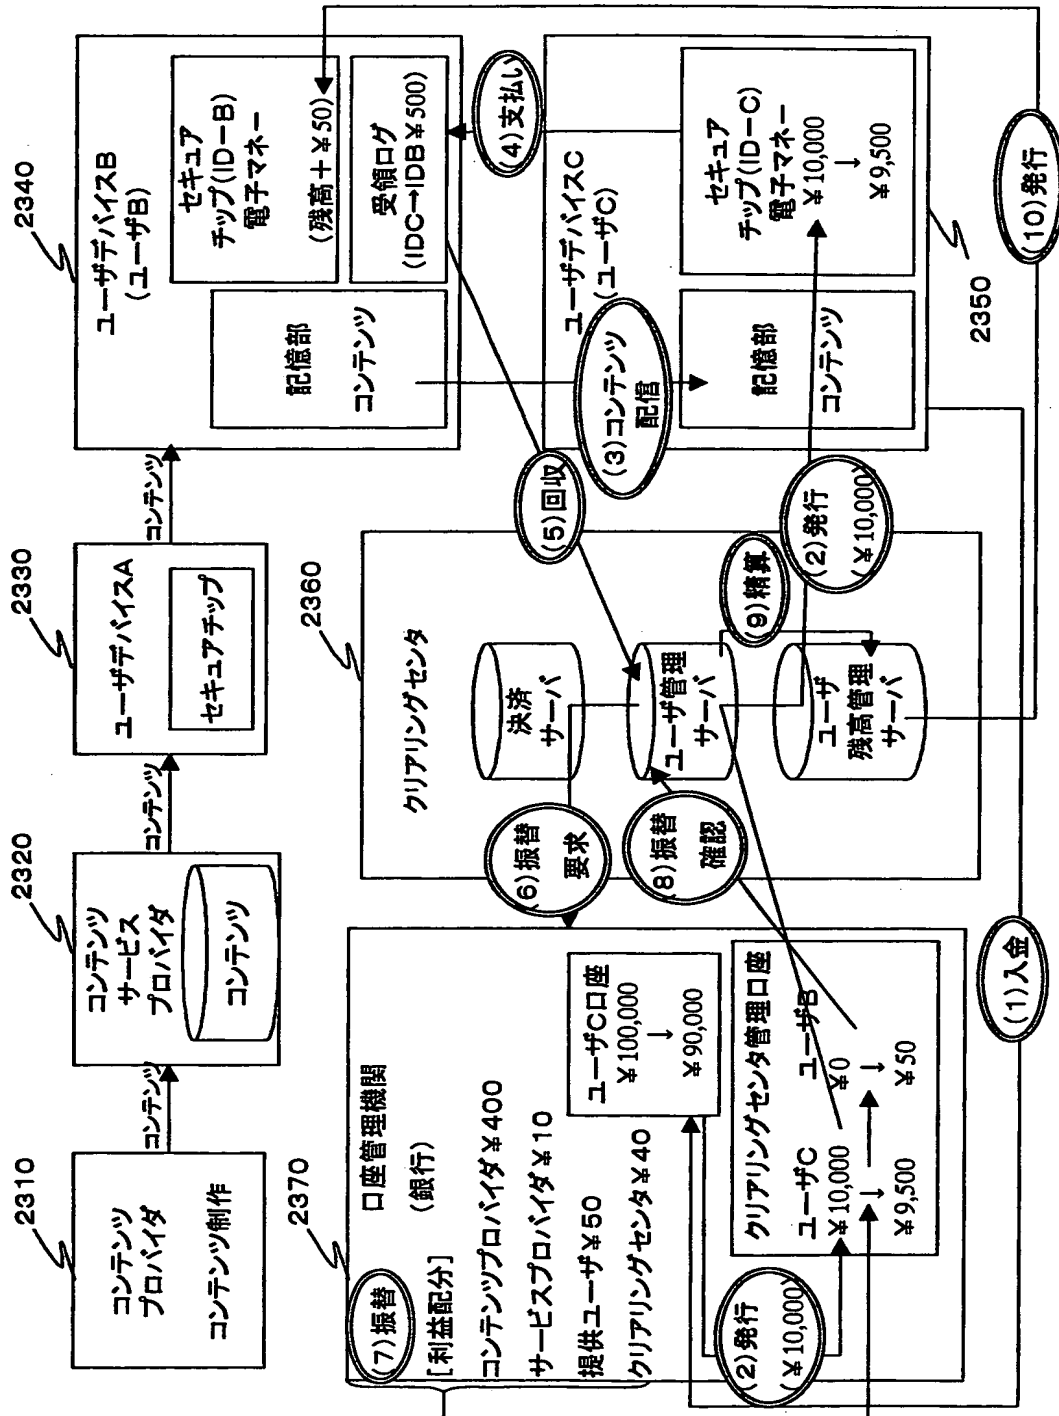 2310
コンテンツ
プロバイダ
コンテンツ制作
コンテンツ
2320
コンテンツ
サービス
プロバイダ
コンテンツ
コンテンツ
2330
ユーザデバイスA
セキュアチップ
コンテンツ
2340
ユーザデバイスB
(ユーザB)
記憶部
コンテンツ
セキュア
チップ(ID-B)
電子マネー
(残高+¥50)
受領ログ
(IDC→IDB¥500)
(4)支払い
(3)コンテンツ
配信
(5)回収
ユーザデバイスC
(ユーザC)
記憶部
コンテンツ
セキュア
チップ(ID-C)
電子マネー
¥10,000
↓
¥9,500
2350
2360
クリアリングセンタ
決済
サーバ
ユーザ管理
サーバ
ユーザ
残高管理
サーバ
(9)精算
(2)発行
(¥10,000)
(6)振替
要求
(8)振替
確認
2370
口座管理機関
(銀行)
(7)振替
[利益配分]
コンテンツプロバイダ¥400
サービスプロバイダ¥10
提供ユーザ¥50
クリアリングセンタ¥40
ユーザC口座
¥100,000
↓
¥90,000
クリアリングセンタ管理口座
ユーザC
¥10,000
↓
¥9,500
ユーザB
¥0
↓
¥50
(2)発行
(¥10,000)
(1)入金
(10)発行